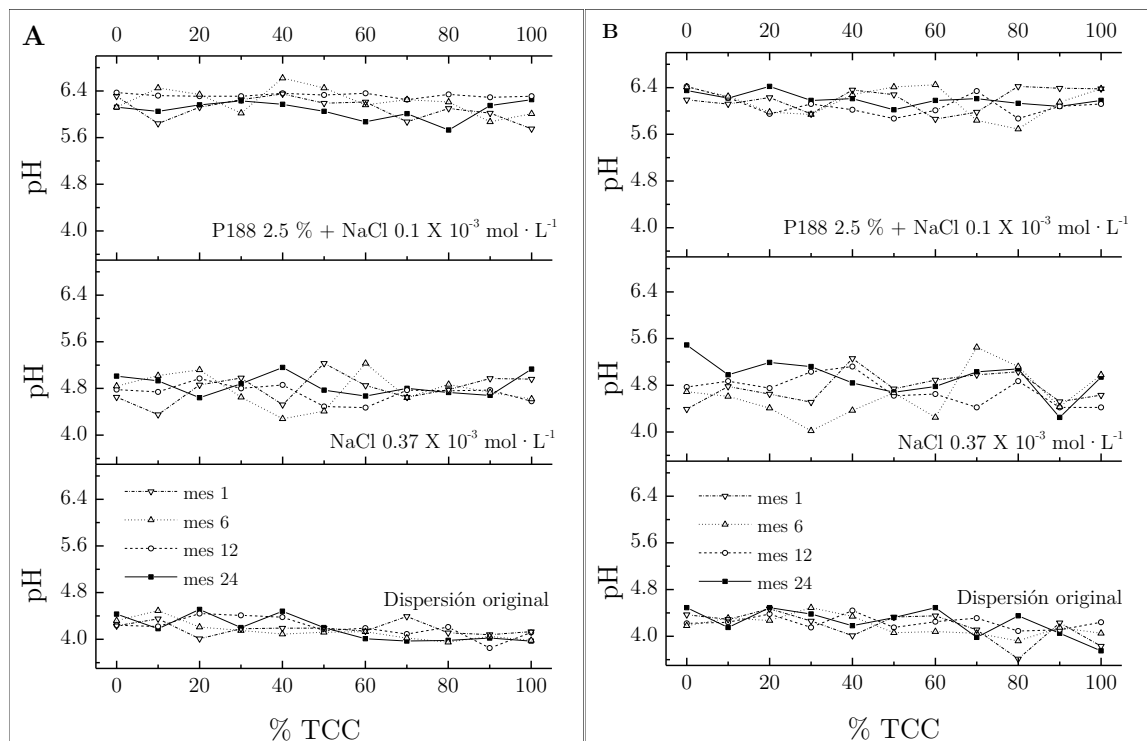 A
0 20 40 60 80 100
6.4
5.6
4.8
4.0
pH
P188 2.5 % + NaCl 0.1 X 10⁻³ mol · L⁻¹
6.4
5.6
4.8
4.0
pH
NaCl 0.37 X 10⁻³ mol · L⁻¹
6.4
5.6
4.8
4.0
pH
mes 1
mes 6
mes 12
mes 24
Dispersión original
0 20 40 60 80 100
% TCC
B
0 20 40 60 80 100
6.4
5.6
4.8
4.0
pH
P188 2.5 % + NaCl 0.1 X 10⁻³ mol · L⁻¹
6.4
5.6
4.8
4.0
pH
NaCl 0.37 X 10⁻³ mol · L⁻¹
6.4
5.6
4.8
4.0
pH
mes 1
mes 6
mes 12
mes 24
Dispersión original
0 20 40 60 80 100
% TCC